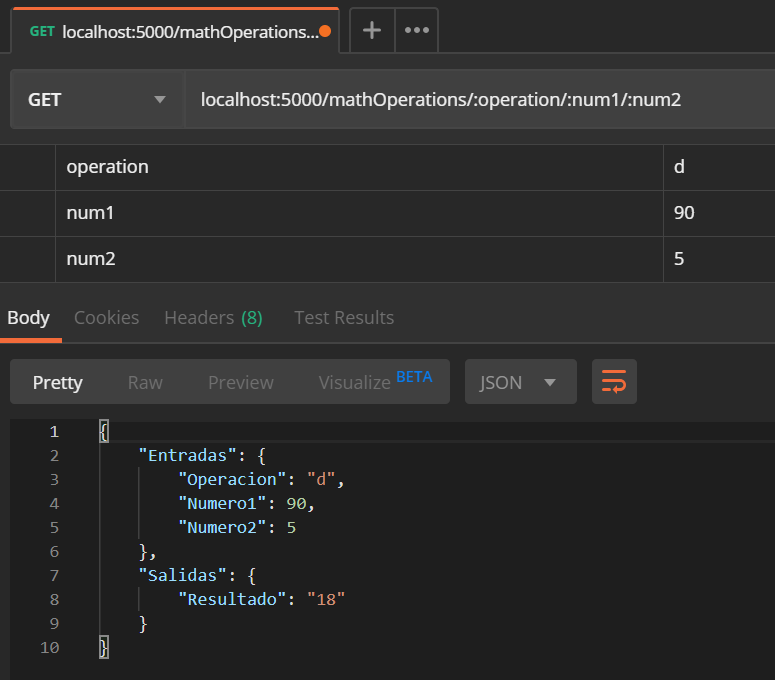 GET localhost:5000/mathOperations...
GET localhost:5000/mathOperations/:operation/:num1/:num2
operation d
num1 90
num2 5
Body Cookies Headers (8) Test Results
Pretty Raw Preview Visualize BETA JSON
1 {
2 "Entradas": {
3 "Operacion": "d",
4 "Numero1": 90,
5 "Numero2": 5
6 },
7 "Salidas": {
8 "Resultado": "18"
9 }
10 }